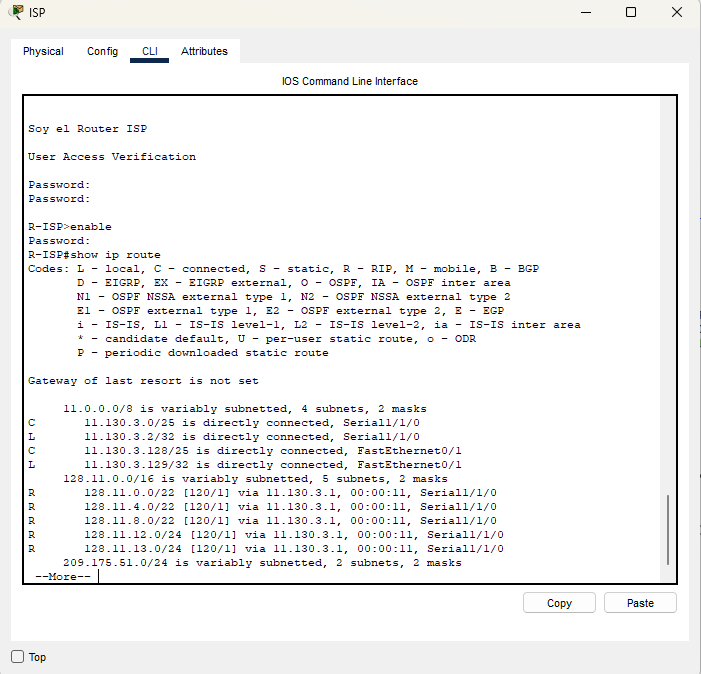 ISP
Physical Config CLI Attributes
IOS Command Line Interface
Soy el Router ISP
User Access Verification
Password:
Password:
R-ISP>enable
Password:
R-ISP#show ip route
Codes: L - local, C - connected, S - static, R - RIP, M - mobile, B - BGP
D - EIGRP, EX - EIGRP external, O - OSPF, IA - OSPF inter area
N1 - OSPF NSSA external type 1, N2 - OSPF NSSA external type 2
E1 - OSPF external type 1, E2 - OSPF external type 2, E - EGP
i - IS-IS, L1 - IS-IS level-1, L2 - IS-IS level-2, ia - IS-IS inter area
* - candidate default, U - per-user static route, o - ODR
P - periodic downloaded static route
Gateway of last resort is not set
11.0.0.0/8 is variably subnetted, 4 subnets, 2 masks
C 11.130.3.0/25 is directly connected, Serial1/1/0
L 11.130.3.2/32 is directly connected, Serial1/1/0
C 11.130.3.128/25 is directly connected, FastEthernet0/1
L 11.130.3.129/32 is directly connected, FastEthernet0/1
128.11.0.0/16 is variably subnetted, 5 subnets, 2 masks
R 128.11.0.0/22 [120/1] via 11.130.3.1, 00:00:11, Serial1/1/0
R 128.11.4.0/22 [120/1] via 11.130.3.1, 00:00:11, Serial1/1/0
R 128.11.8.0/22 [120/1] via 11.130.3.1, 00:00:11, Serial1/1/0
R 128.11.12.0/24 [120/1] via 11.130.3.1, 00:00:11, Serial1/1/0
R 128.11.13.0/24 [120/1] via 11.130.3.1, 00:00:11, Serial1/1/0
209.175.51.0/24 is variably subnetted, 2 subnets, 2 masks
--More--
Copy Paste
Top